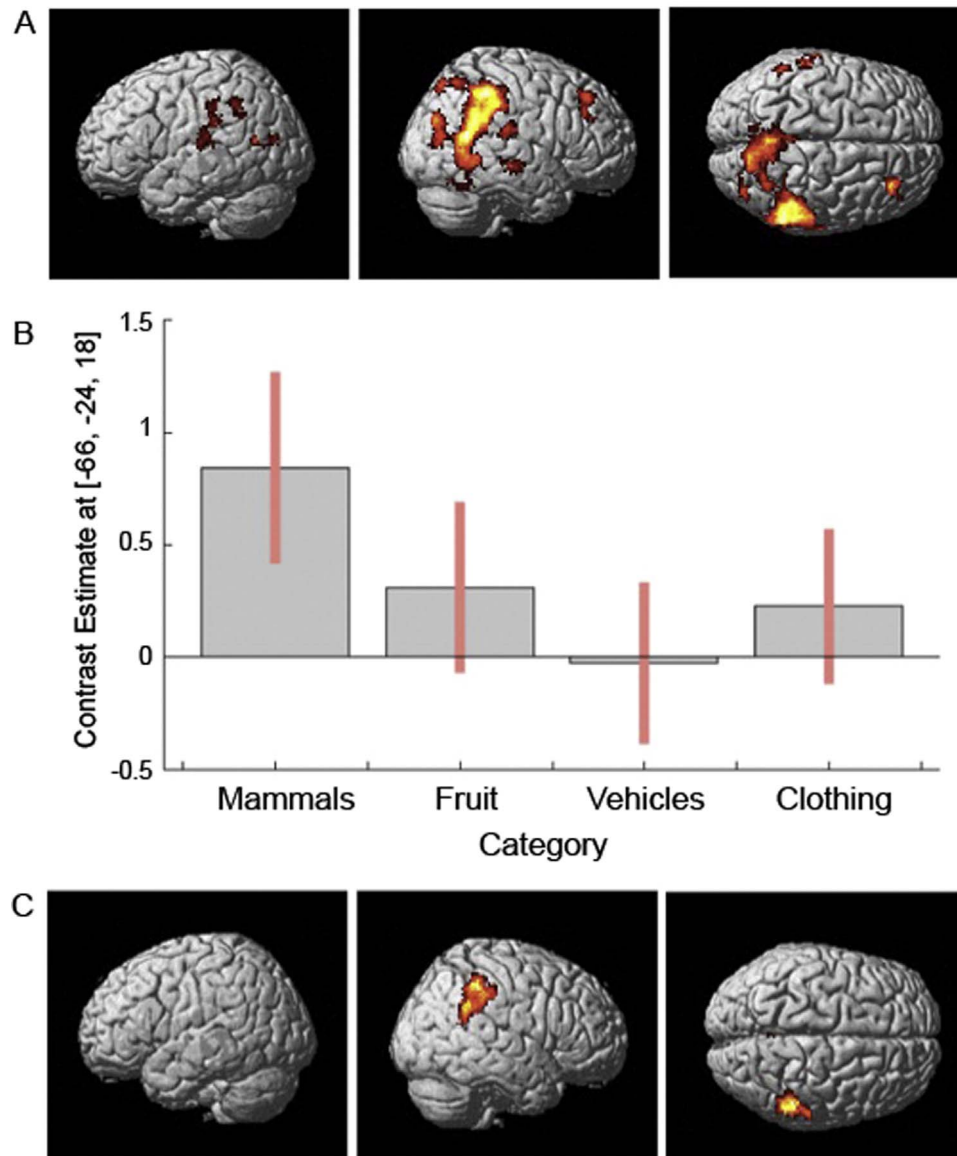 A
B
Contrast Estimate at [-66, -24, 18]
1.5
1
0.5
0
-0.5
Mammals Fruit Vehicles Clothing
Category
C